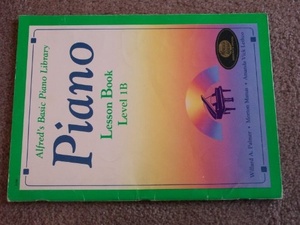 Alfred's Basic Piano Library
Piano
Lesson Book
Level 1B
Willard A. Palmer • Morton Manus • Amanda Vick Lethco